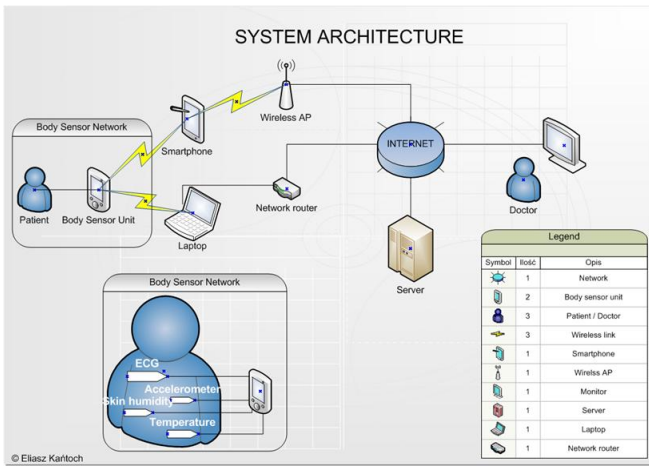 SYSTEM ARCHITECTURE
Wireless AP
Body Sensor Network
Smartphone
INTERNET
Patient
Body Sensor Unit
Laptop
Network router
Doctor
Server
Body Sensor Network
ECG
Accelerometer
Skin humidity
Temperature
Legend
Symbol Ilość Opis
1 Network
2 Body sensor unit
3 Patient / Doctor
3 Wireless link
1 Smartphone
1 Wirelss AP
1 Monitor
1 Server
1 Laptop
1 Network router
© Eliasz Kańtoch